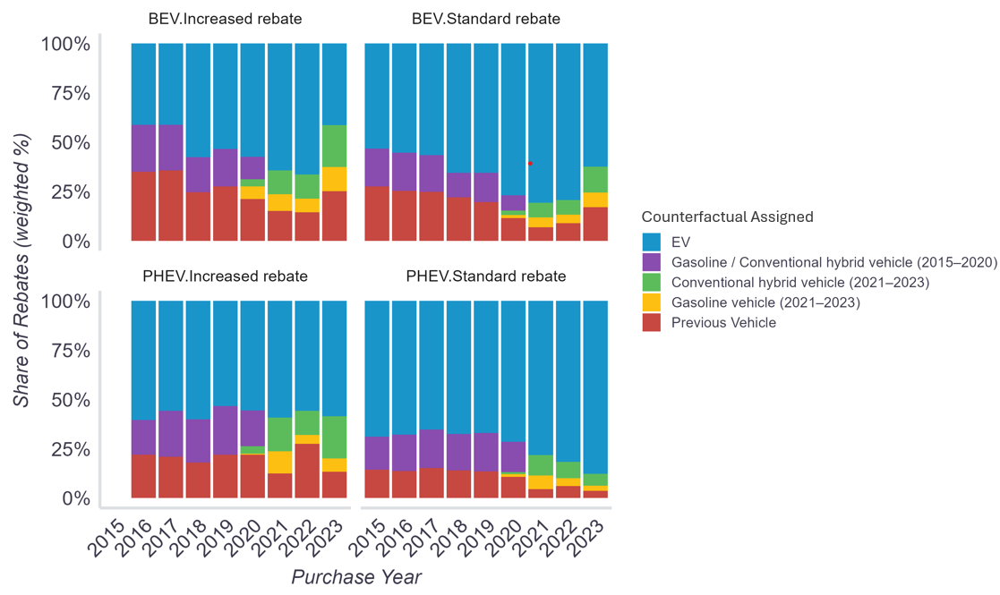 BEV.Increased rebate
BEV.Standard rebate
100%
75%
50%
25%
0%
PHEV.Increased rebate
PHEV.Standard rebate
100%
75%
50%
25%
0%
Share of Rebates (weighted %)
2015 2016 2017 2018 2019 2020 2021 2022 2023
2015 2016 2017 2018 2019 2020 2021 2022 2023
Purchase Year
Counterfactual Assigned
EV
Gasoline / Conventional hybrid vehicle (2015–2020)
Conventional hybrid vehicle (2021–2023)
Gasoline vehicle (2021–2023)
Previous Vehicle